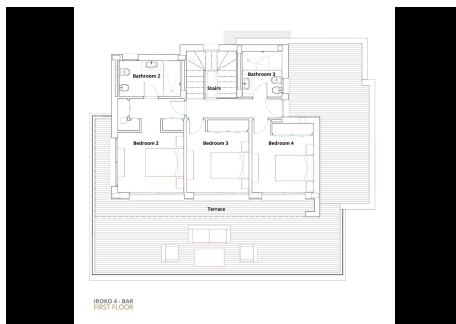 Bathroom 2
Bathroom 3
Stairs
Bedroom 2
Bedroom 3
Bedroom 4
Terrace
IROKO 4 - BAR
FIRST FLOOR